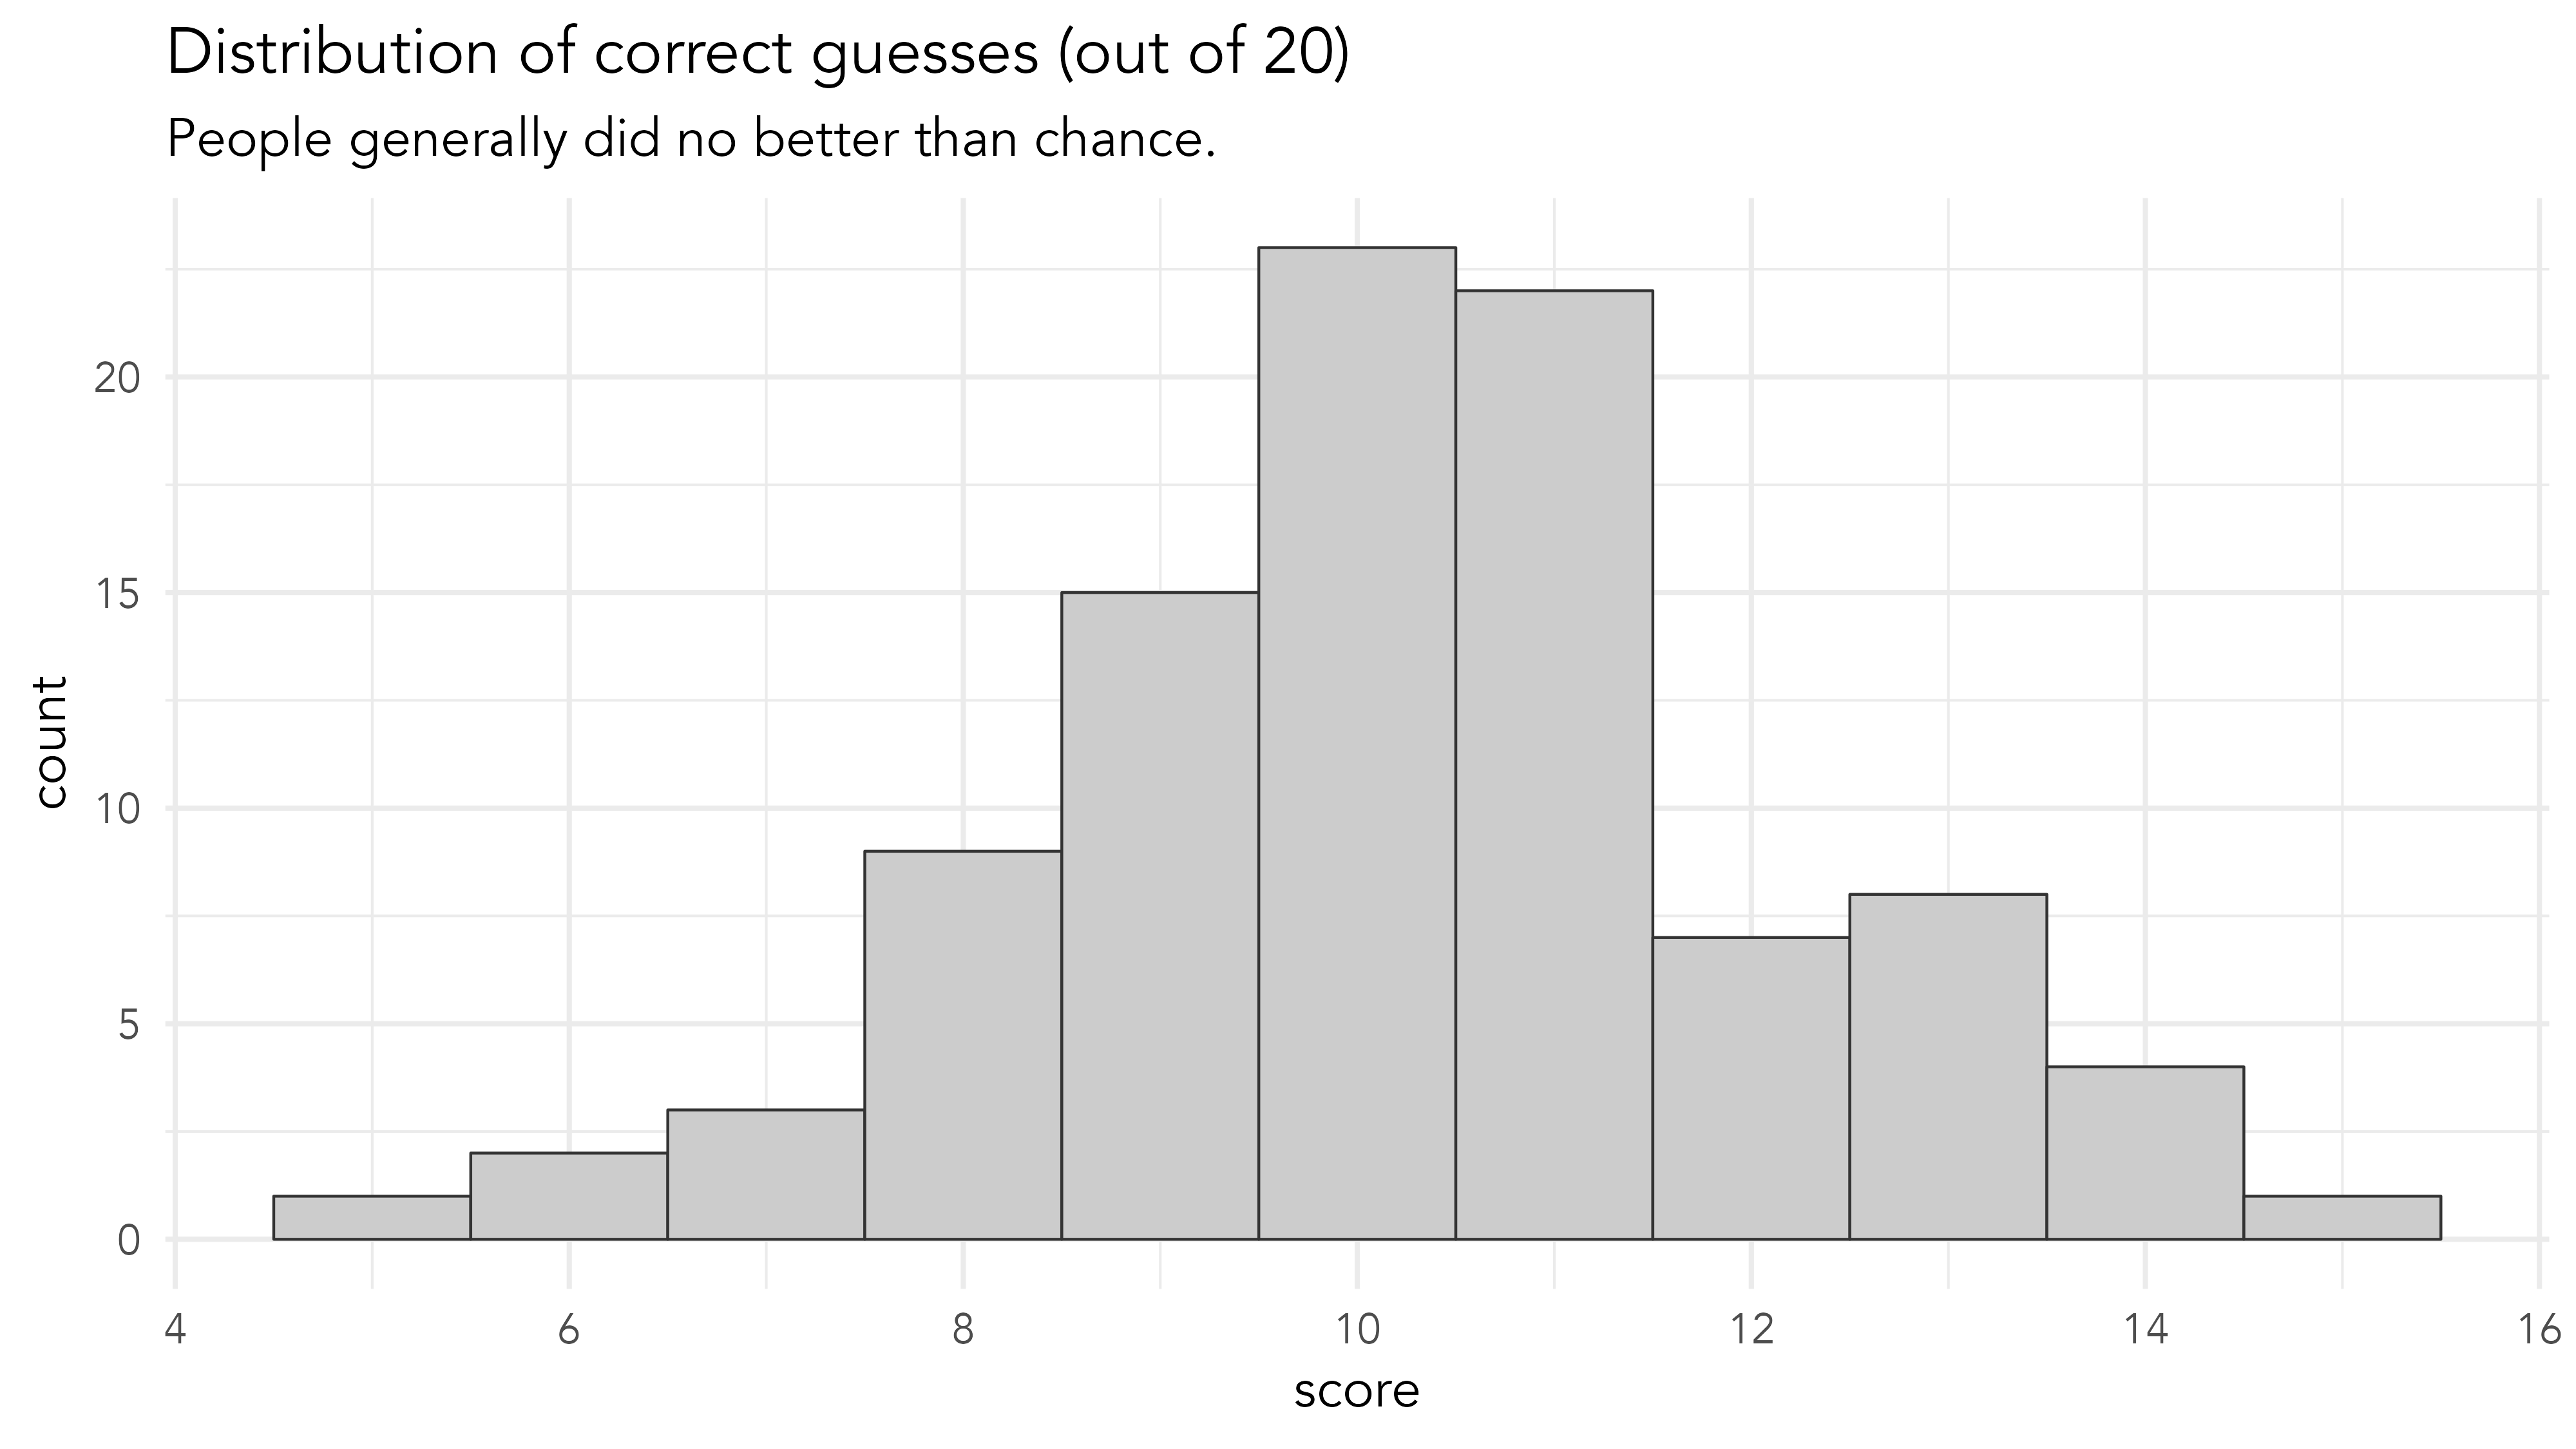 Distribution of correct guesses (out of 20)
People generally did no better than chance.
20
15
10
5
0
count
4 6 8 10 12 14 16
score